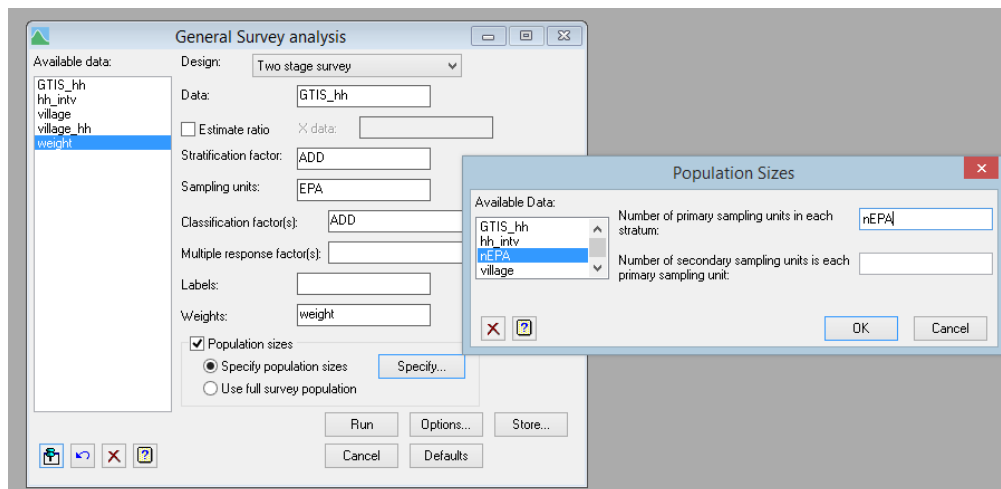 General Survey analysis
Available data:
GTIS_hh
hh_intv
village
village_hh
weight
Design: Two stage survey
Data: GTIS_hh
Estimate ratio X data:
Stratification factor: ADD
Sampling units: EPA
Classification factor(s): ADD
Multiple response factor(s):
Labels:
Weights: weight
Population sizes
Specify population sizes Specify...
Use full survey population
Run Options... Store...
Cancel Defaults
Population Sizes
Available Data:
GTIS_hh
hh_intv
nEPA
village
Number of primary sampling units in each
stratum:
nEPA
Number of secondary sampling units is each
primary sampling unit:
OK Cancel